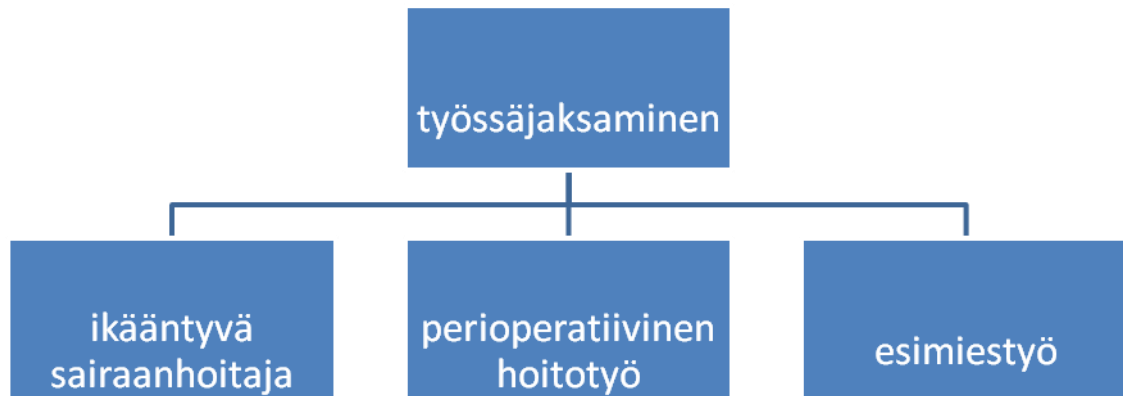 työssäjaksaminen
ikääntyvä
sairaanhoitaja
perioperatiivinen
hoitotyö
esimiestyö